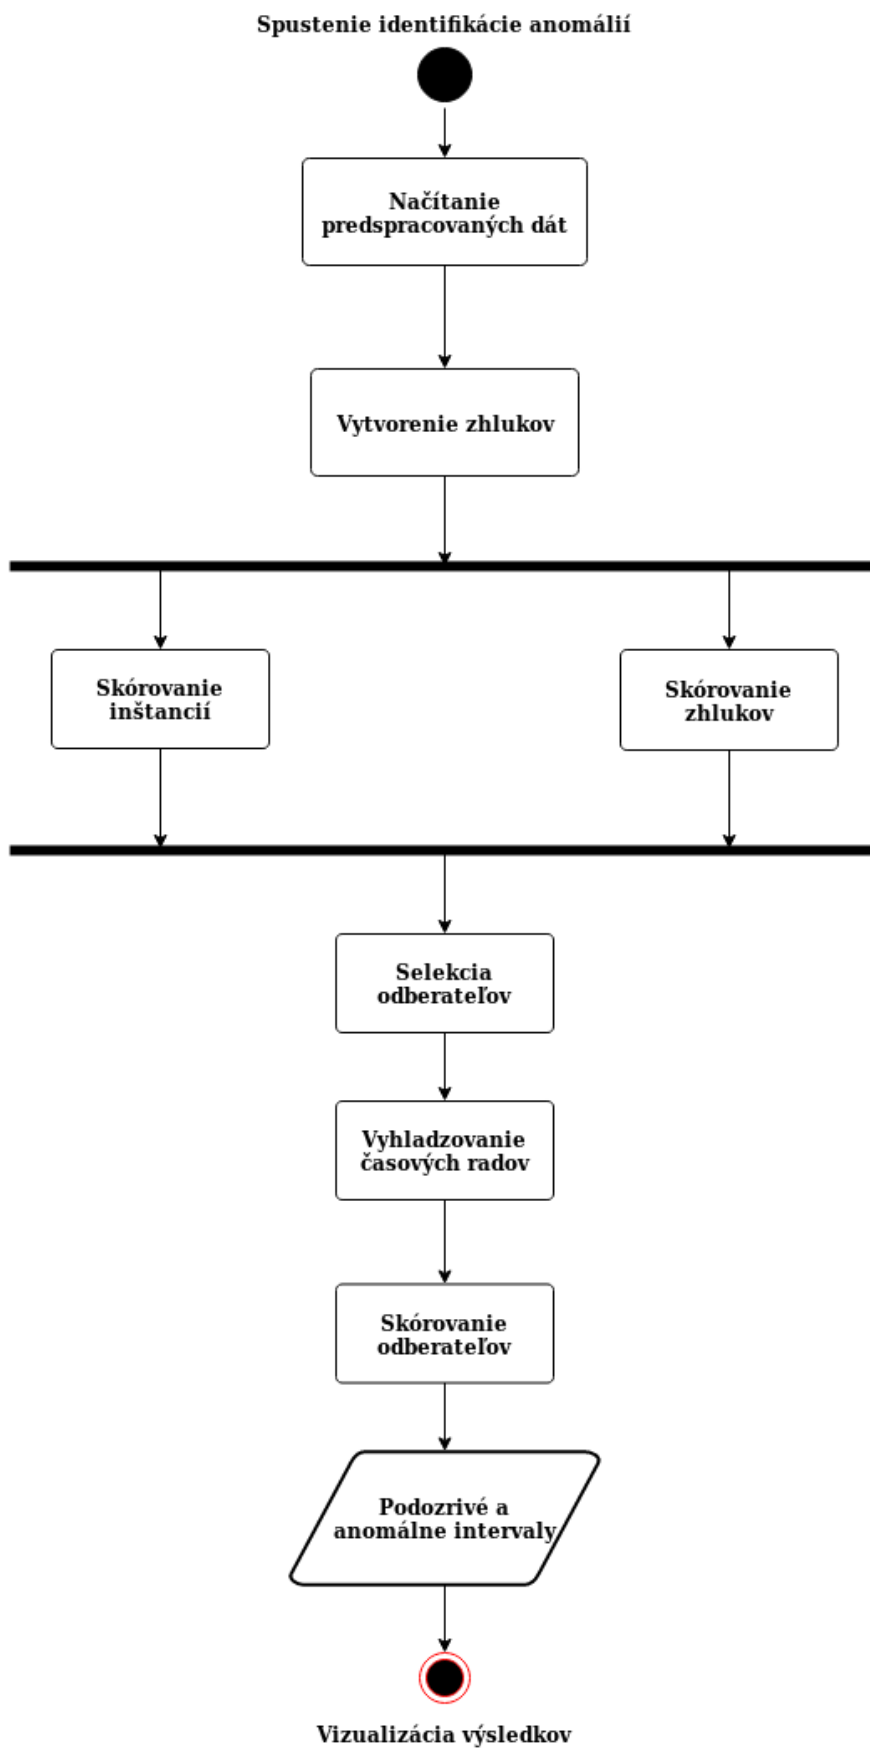 Spustenie identifikácie anomálií
Načítanie
predspracovaných dát
Vytvorenie zhlukov
Skórovanie
inštancií
Skórovanie
zhlukov
Selekcia
odberateľov
Vyhladzovanie
časových radov
Skórovanie
odberateľov
Podozrivé a
anomálne intervaly
Vizualizácia výsledkov